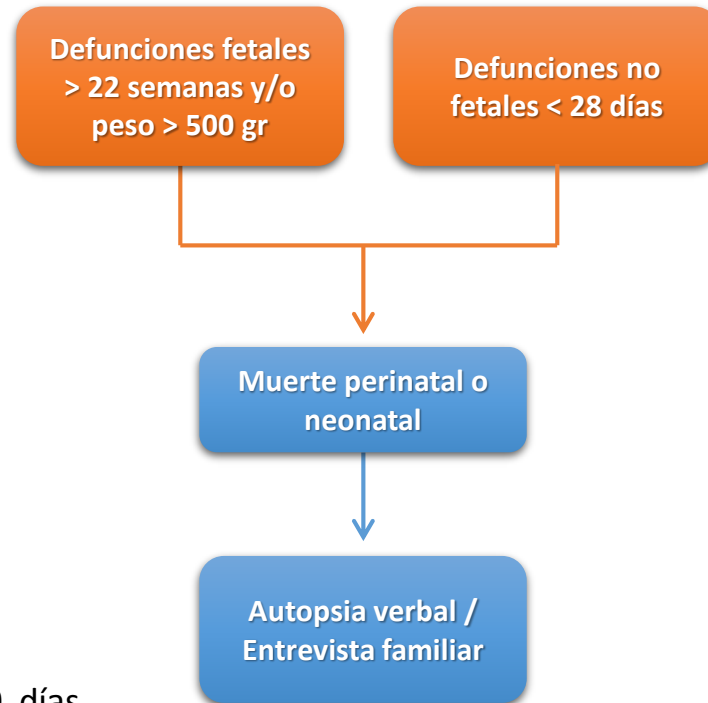 Defunciones fetales
> 22 semanas y/o
peso > 500 gr
Defunciones no
fetales < 28 días
Muerte perinatal o
neonatal
Autopsia verbal /
Entrevista familiar
días